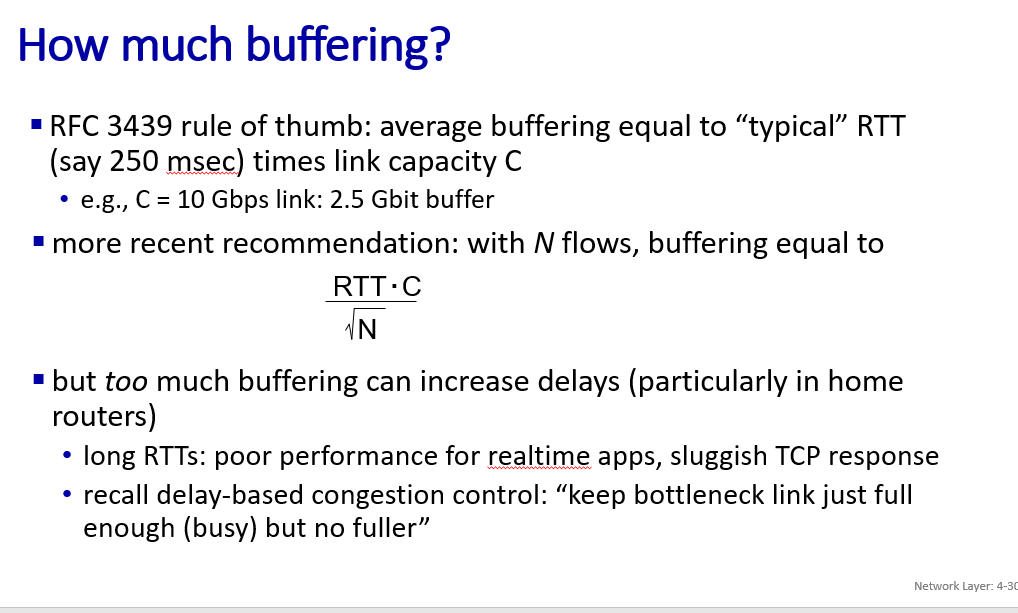 How much buffering?
▪ RFC 3439 rule of thumb: average buffering equal to “typical” RTT
(say 250 msec) times link capacity C
• e.g., C = 10 Gbps link: 2.5 Gbit buffer
▪ more recent recommendation: with N flows, buffering equal to
RTT · C
√N
▪ but too much buffering can increase delays (particularly in home
routers)
• long RTTs: poor performance for realtime apps, sluggish TCP response
• recall delay-based congestion control: “keep bottleneck link just full
enough (busy) but no fuller”
Network Layer: 4-30